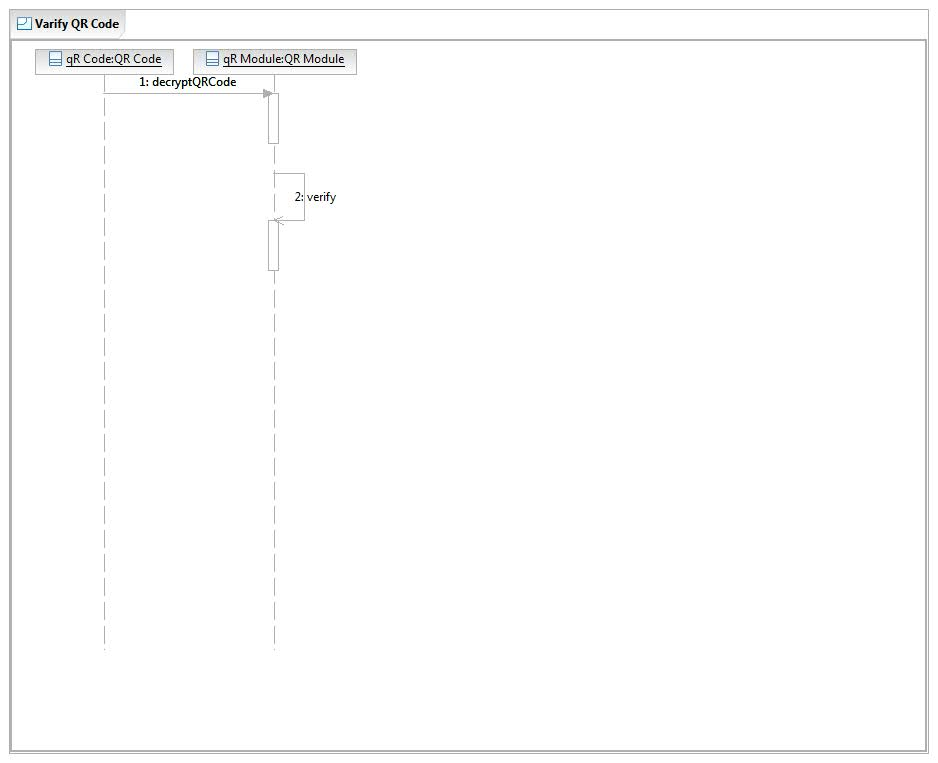 Varify QR Code
qR Code:QR Code
qR Module:QR Module
1: decryptQRCode
2: verify